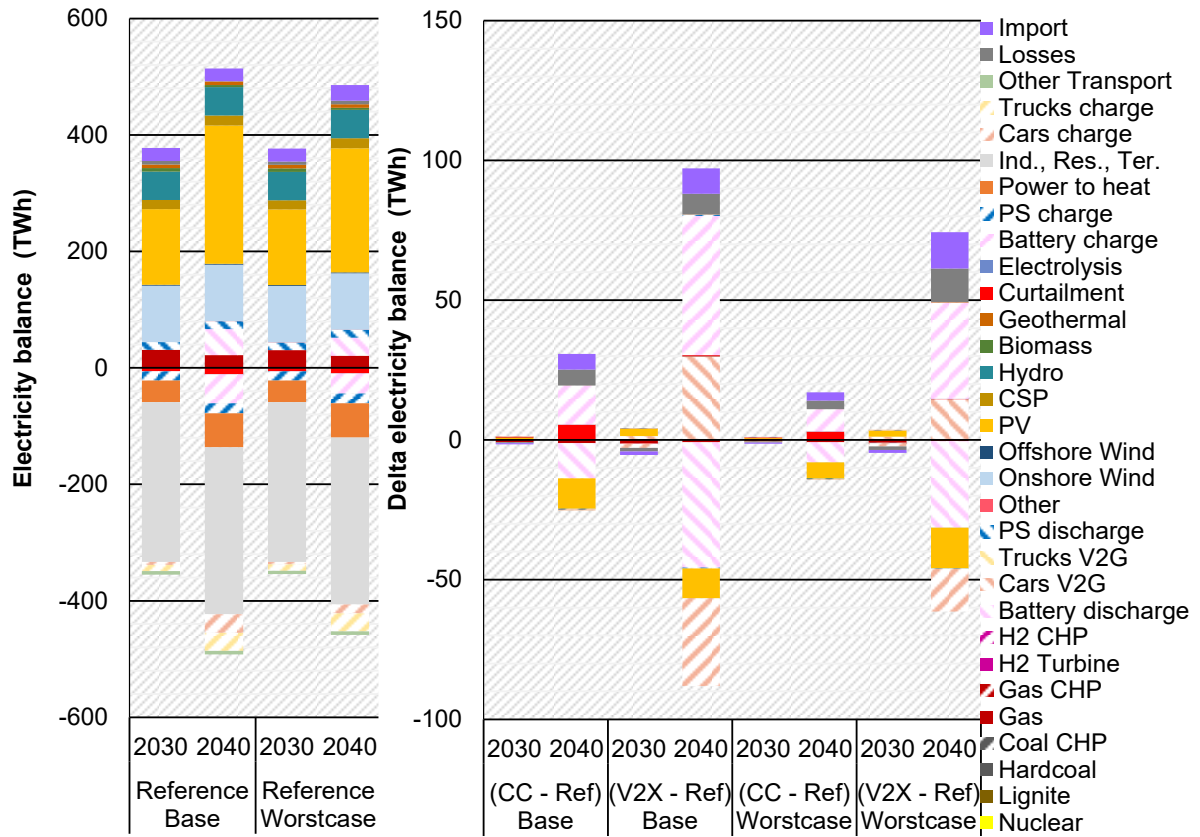 Electricity balance (TWh)
600
400
200
0
-200
-400
-600
2030 2040 2030 2040
Reference Reference
Base Worstcase
Delta electricity balance (TWh)
150
100
50
0
-50
-100
2030 2040 2030 2040 2030 2040 2030 2040
(CC - Ref) (V2X - Ref) (CC - Ref) (V2X - Ref)
Base Base Worstcase Worstcase
Import
Losses
Other Transport
Trucks charge
Cars charge
Ind., Res., Ter.
Power to heat
PS charge
Battery charge
Electrolysis
Curtailment
Geothermal
Biomass
Hydro
CSP
PV
Offshore Wind
Onshore Wind
Other
PS discharge
Trucks V2G
Cars V2G
Battery discharge
H2 CHP
H2 Turbine
Gas CHP
Gas
Coal CHP
Hardcoal
Lignite
Nuclear